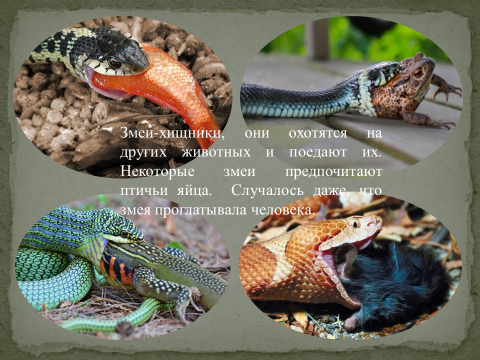 Змеи-хищники, они охотятся на
других животных и поедают их.
Некоторые змеи предпочитают
птичьи яйца. Случалось даже, что
змея проглатывала человека.